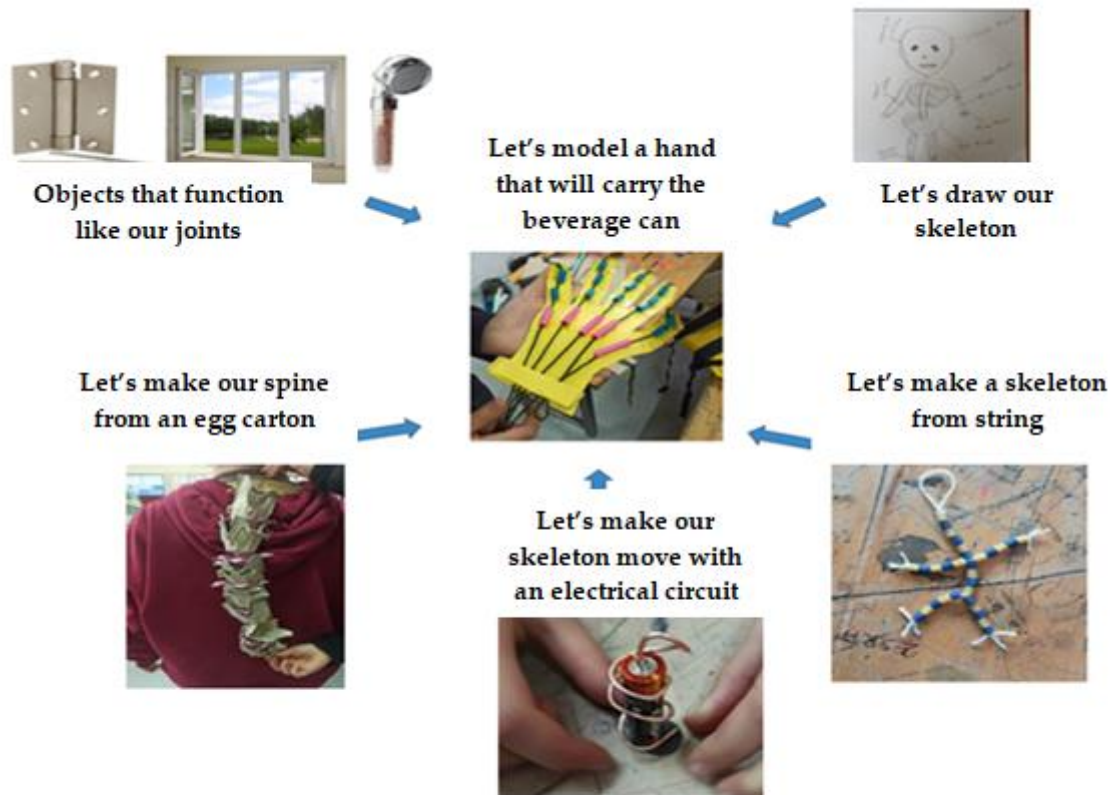 Objects that function
like our joints
Let's model a hand
that will carry the
beverage can
Let's draw our
skeleton
Let's make our spine
from an egg carton
Let's make a skeleton
from string
Let's make our
skeleton move with
an electrical circuit